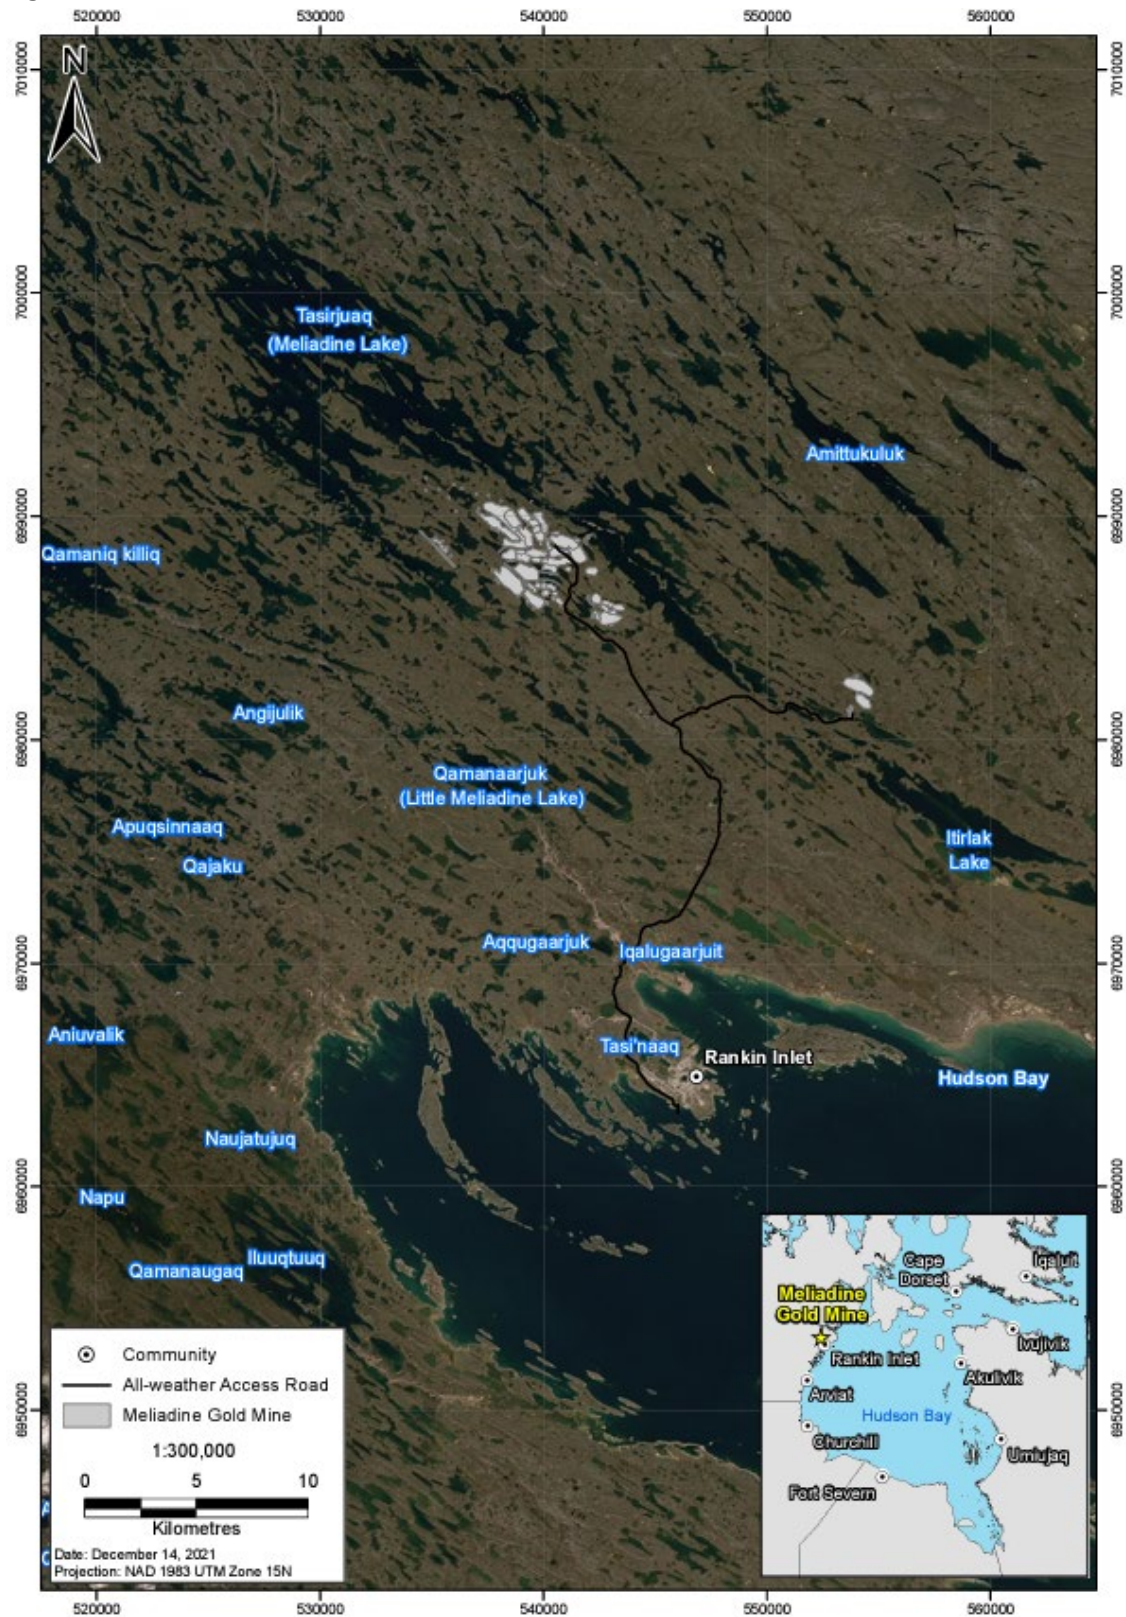 520000 530000 540000 550000 560000
7010000
7010000
N
7000000
7000000
Tasirjuaq
(Meliadine Lake)
Amittukuluk
6990000
6990000
Qamaniq killiq
Angijulik
6980000
6980000
Qamanaarjuk
(Little Meliadine Lake)
Apuqsinnaaq
Qajaku
Itirlak
Lake
Aqqugaarjuk
Iqalugaarjuit
6970000
6970000
Aniuvalik
Tasi'naaq
Rankin Inlet
Hudson Bay
Naujatujuq
Napu
6960000
6960000
Iluuqtuuq
Qamanaugaq
Community
All-weather Access Road
Meliadine Gold Mine
1:300,000
0 5 10
Kilometres
Date: December 14, 2021
Projection: NAD 1983 UTM Zone 15N
6950000
6950000
Iqaluit
Cape
Dorset
Meliadine
Gold Mine
Ivujivik
Rankin Inlet
Akulivik
Arviat
Hudson Bay
Churchill
Umiujaq
Fort Severn
520000 530000 540000 550000 560000